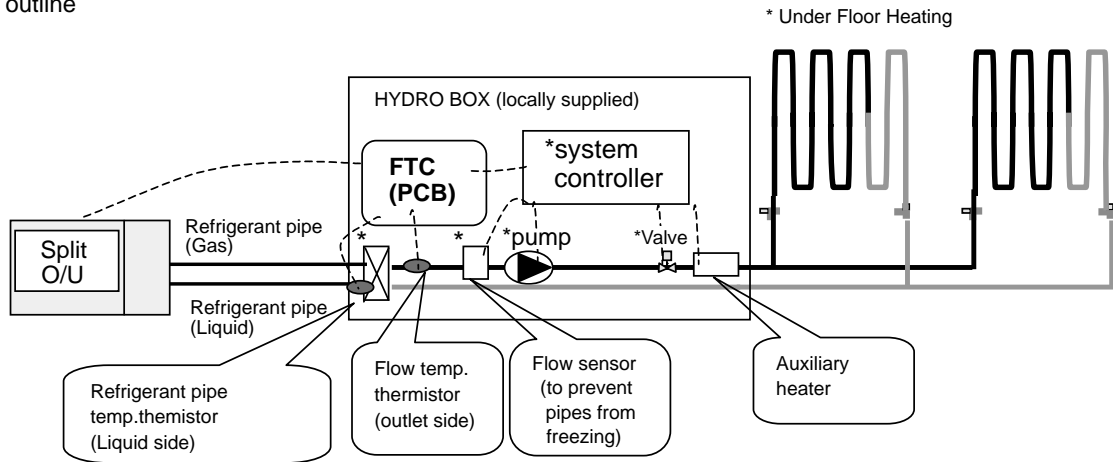 outline
* Under Floor Heating
HYDRO BOX (locally supplied)
FTC
(PCB)
*system
controller
Split
O/U
Refrigerant pipe
(Gas)
*
*
*pump
*Valve
Refrigerant pipe
(Liquid)
Refrigerant pipe
temp.themistor
(Liquid side)
Flow temp.
thermistor
(outlet side)
Flow sensor
(to prevent
pipes from
freezing)
Auxiliary
heater